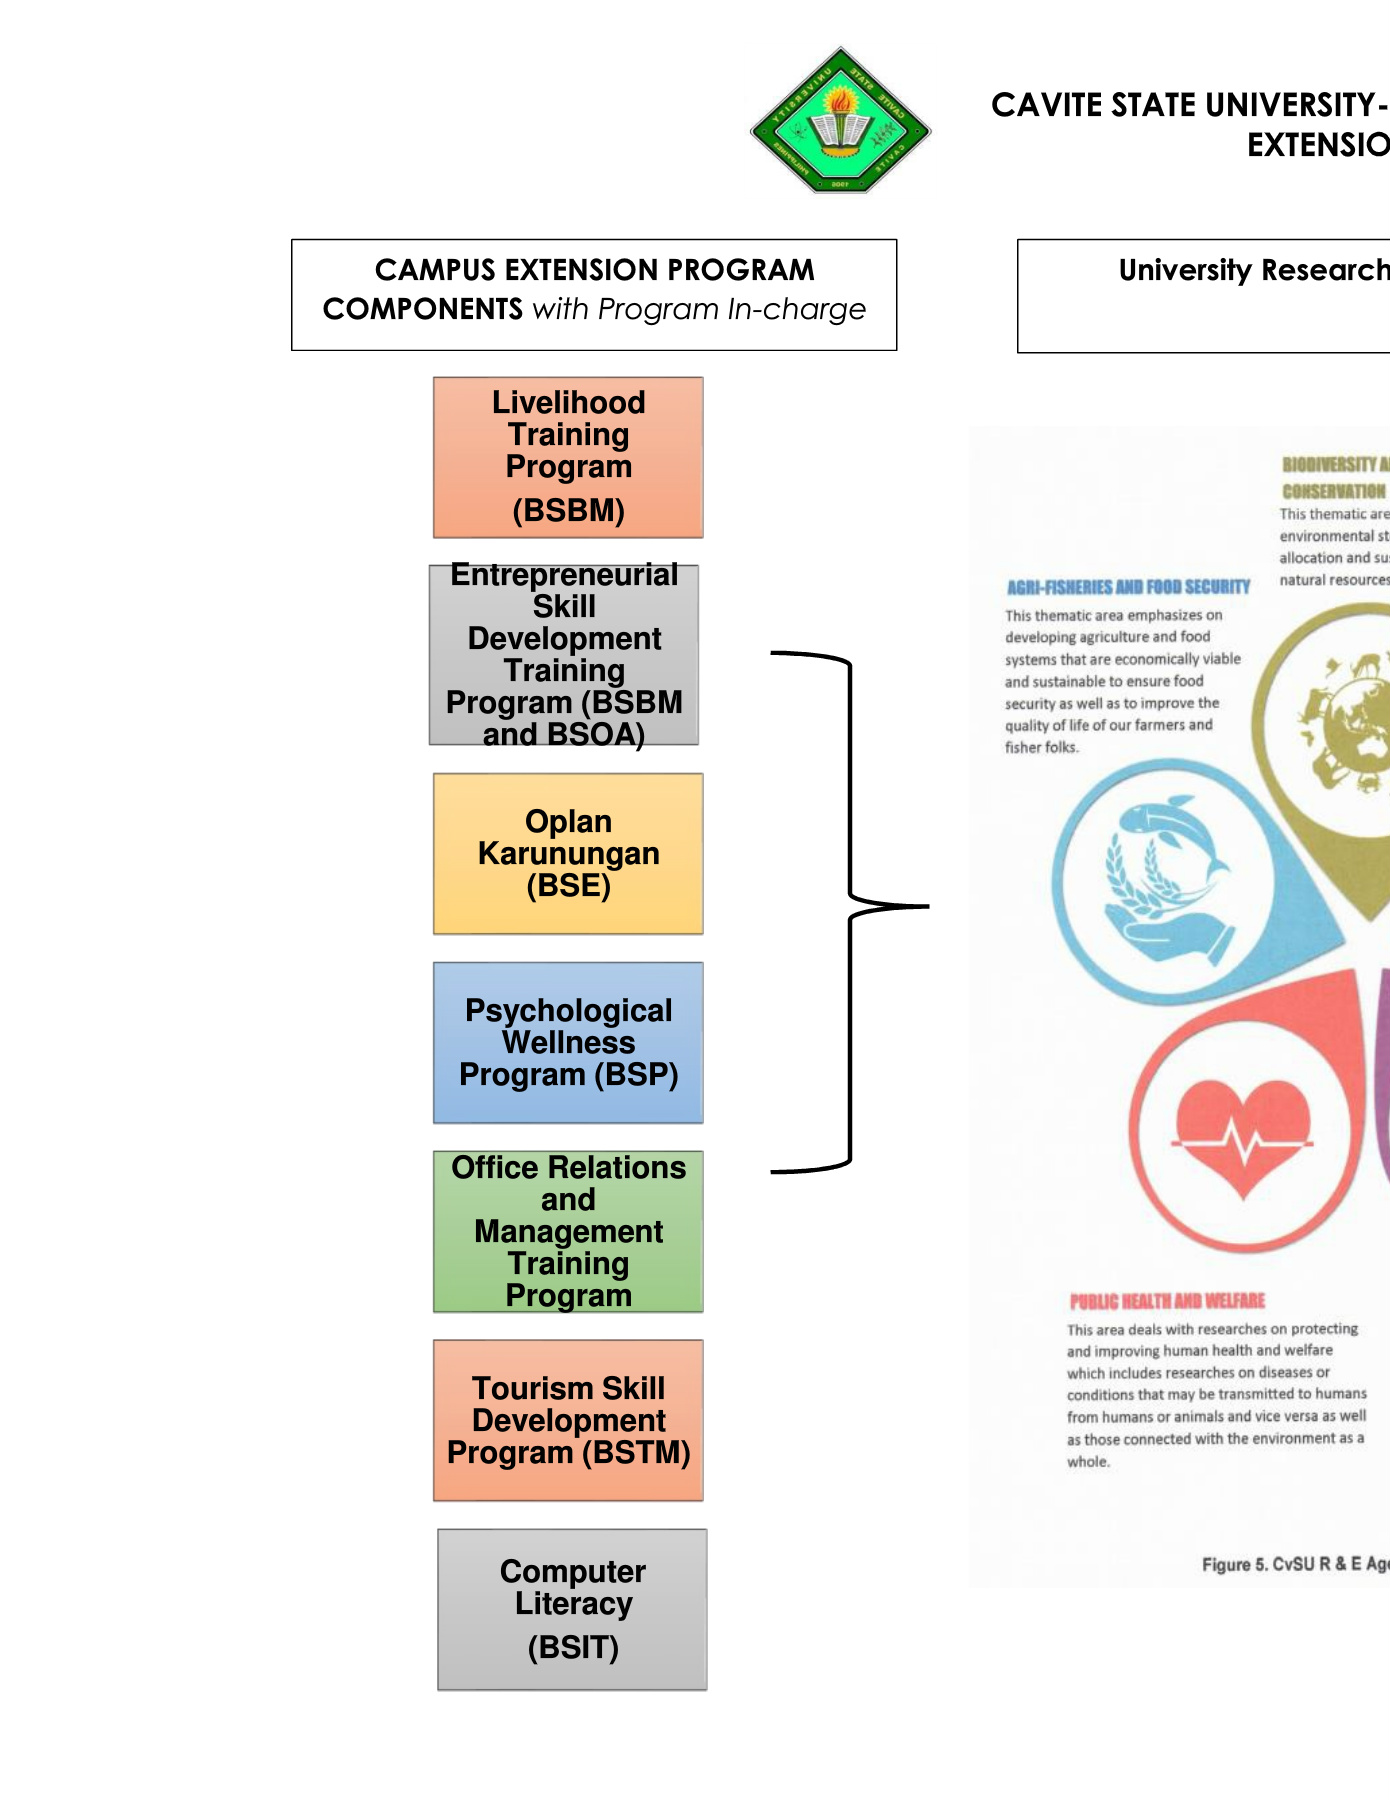 CAVITE STATE UNIVERSITY-
EXTENSIO
CAMPUS EXTENSION PROGRAM
COMPONENTS with Program In-charge
University Research
Livelihood
Training
Program
(BSBM)
Entrepreneurial
Skill
Development
Training
Program (BSBM
and BSOA)
Oplan
Karunungan
(BSE)
Psychological
Wellness
Program (BSP)
Office Relations
and
Management
Training
Program
Tourism Skill
Development
Program (BSTM)
Computer
Literacy
(BSIT)
BIODIVERSITY A
CONSERVATION
This thematic are
environmental st
allocation and sus
natural resources
AGRI-FISHERIES AND FOOD SECURITY
This thematic area emphasizes on
developing agriculture and food
systems that are economically viable
and sustainable to ensure food
security as well as to improve the
quality of life of our farmers and
fisher folks.
PUBLIC HEALTH AND WELFARE
This area deals with researches on protecting
and improving human health and welfare
which includes researches on diseases or
conditions that may be transmitted to humans
from humans or animals and vice versa as well
as those connected with the environment as a
whole.
Figure 5. CvSU R & E Age